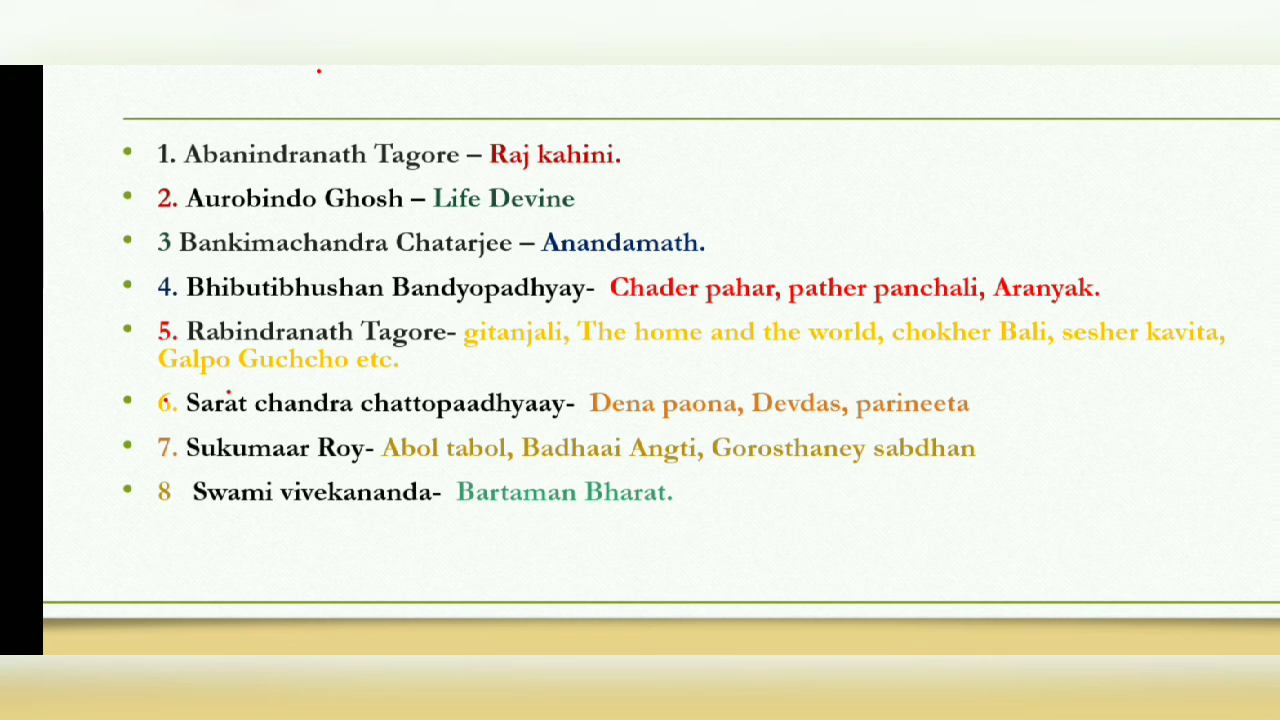 1. Abanindranath Tagore – Raj kahini.
2. Aurobindo Ghosh – Life Devine
3 Bankimachandra Chatarjee – Anandamath.
4. Bhibutibhushan Bandyopadhyay- Chader pahar, pather panchali, Aranyak.
5. Rabindranath Tagore- gitanjali, The home and the world, chokher Bali, sesher kavita,
Galpo Guchcho etc.
6. Sarat chandra chattopaadhyaay- Dena paona, Devdas, parineeta
7. Sukumaar Roy- Abol tabol, Badhaai Angti, Gorosthaney sabdhan
8 Swami vivekananda- Bartaman Bharat.